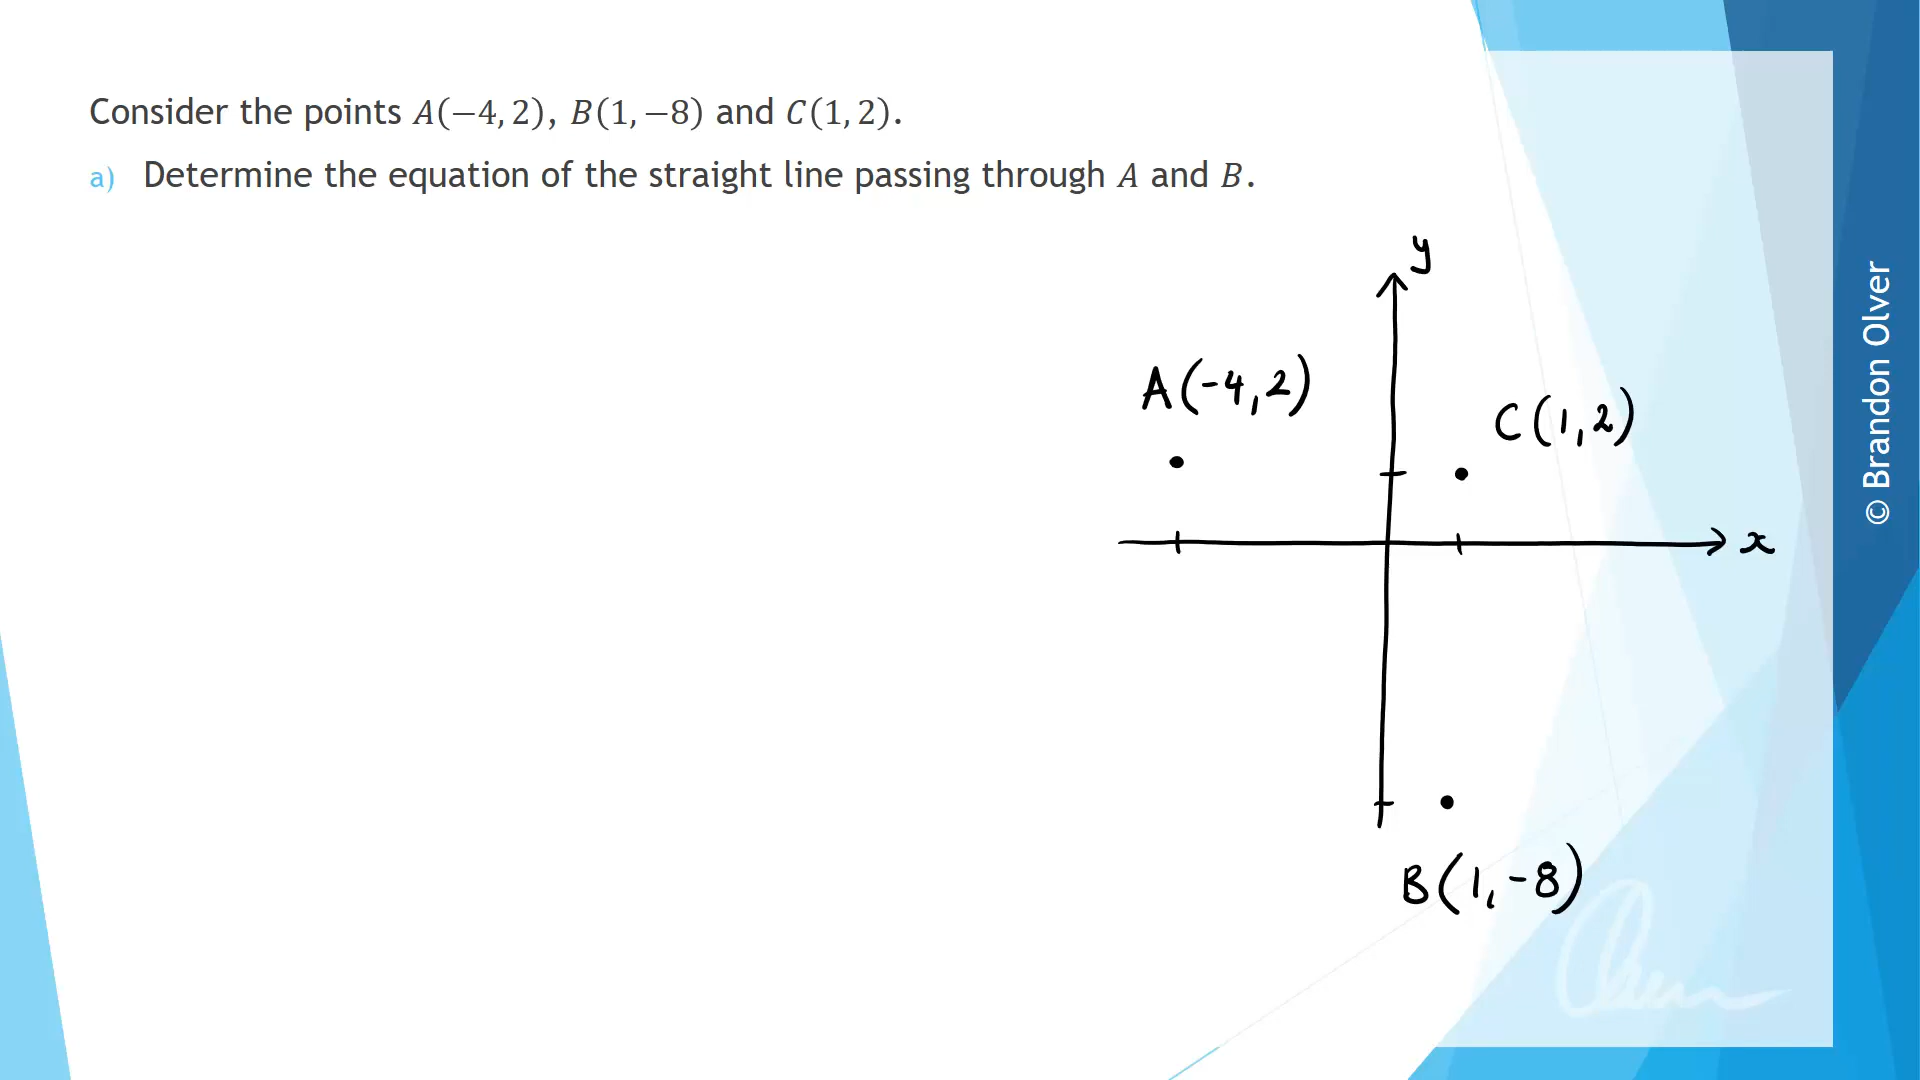 Consider the points A(−4, 2), B(1, −8) and C(1, 2).
a) Determine the equation of the straight line passing through A and B.
y
A(-4,2)
C(1,2)
x
B(1,-8)
© Brandon Olver